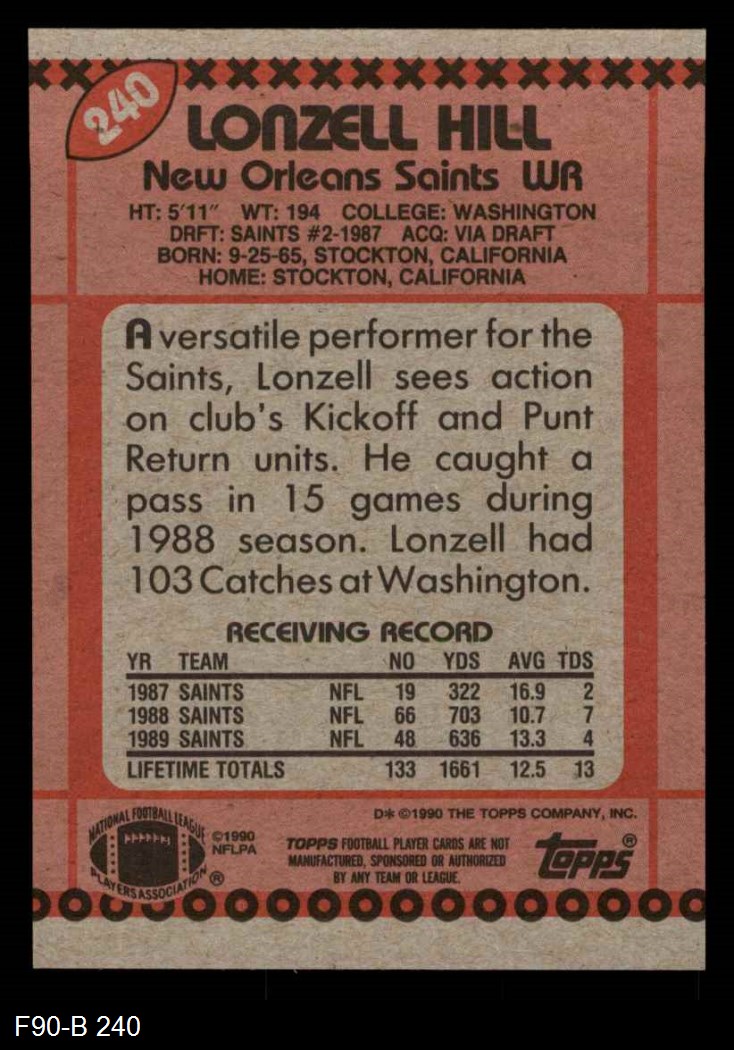 240
LONZELL HILL
New Orleans Saints WR
HT: 5'11" WT: 194 COLLEGE: WASHINGTON
DRFT: SAINTS #2-1987 ACQ: VIA DRAFT
BORN: 9-25-65, STOCKTON, CALIFORNIA
HOME: STOCKTON, CALIFORNIA
A versatile performer for the
Saints, Lonzell sees action
on club's Kickoff and Punt
Return units. He caught a
pass in 15 games during
1988 season. Lonzell had
103 Catches at Washington.
RECEIVING RECORD
YR TEAM NO YDS AVG TDS
1987 SAINTS NFL 19 322 16.9 2
1988 SAINTS NFL 66 703 10.7 7
1989 SAINTS NFL 48 636 13.3 4
LIFETIME TOTALS 133 1661 12.5 13
D* ©1990 THE TOPPS COMPANY, INC.
NATIONAL FOOTBALL LEAGUE
PLAYERS ASSOCIATION ®
©1990
NFLPA
TOPPS FOOTBALL PLAYER CARDS ARE NOT
MANUFACTURED, SPONSORED OR AUTHORIZED
BY ANY TEAM OR LEAGUE.
topps®
F90-B 240